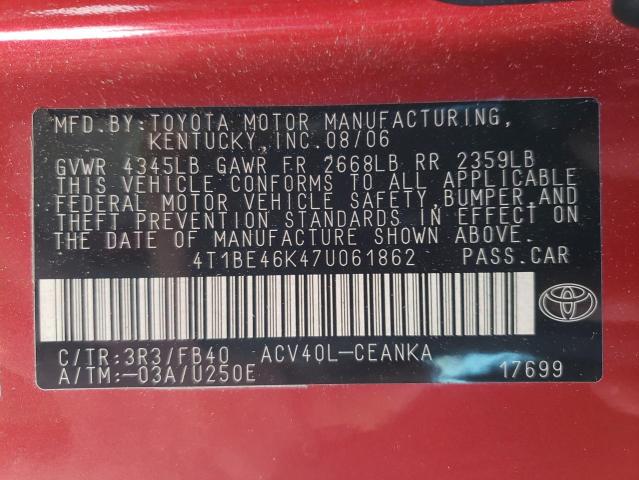 MFD.BY:TOYOTA MOTOR MANUFACTURING,
KENTUCKY,INC.08/06
GVWR 4345LB GAWR FR 2668LB RR 2359LB
THIS VEHICLE CONFORMS TO ALL APPLICABLE
FEDERAL MOTOR VEHICLE SAFETY,BUMPER,AND
THEFT PREVENTION STANDARDS IN EFFECT ON
THE DATE OF MANUFACTURE SHOWN ABOVE.
4T1BE46K47U061862 PASS.CAR
C/TR:3R3/FB40 ACV40L-CEANKA
A/TM:-03A/U250E 17699